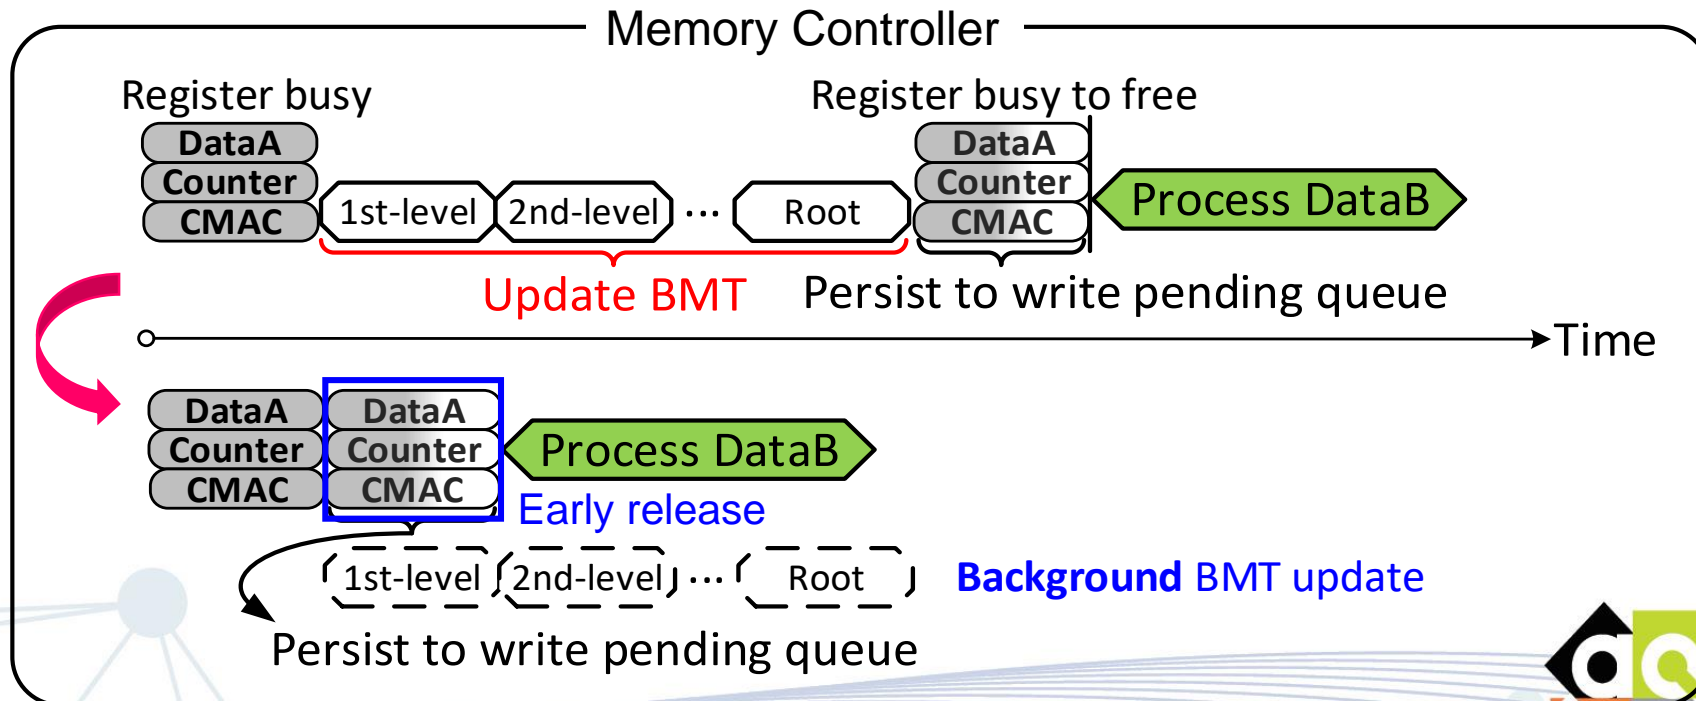 Memory Controller
Register busy
Register busy to free
DataA
Counter
CMAC
1st-level
2nd-level
...
Root
DataA
Counter
CMAC
Process DataB
Update BMT
Persist to write pending queue
Time
DataA
Counter
CMAC
DataA
Counter
CMAC
Process DataB
Early release
1st-level
2nd-level
...
Root
Background BMT update
Persist to write pending queue